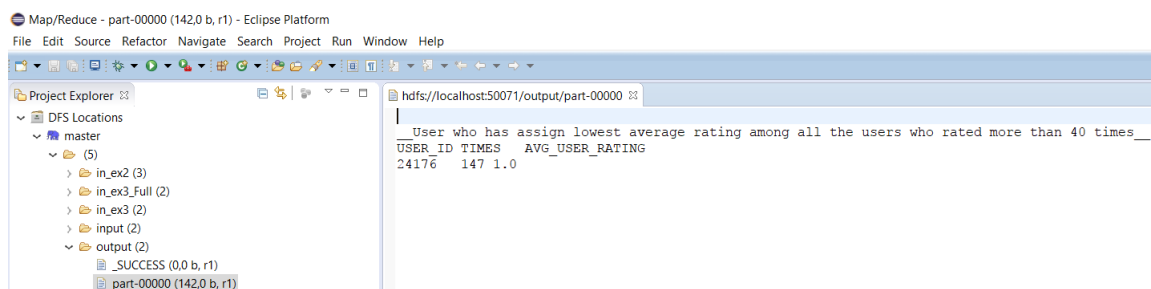 Map/Reduce - part-00000 (142,0 b, r1) - Eclipse Platform
File Edit Source Refactor Navigate Search Project Run Window Help
Project Explorer
hdfs://localhost:50071/output/part-00000
DFS Locations
master
(5)
in_ex2 (3)
in_ex3_Full (2)
in_ex3 (2)
input (2)
output (2)
_SUCCESS (0,0 b, r1)
part-00000 (142,0 b, r1)
__User who has assign lowest average rating among all the users who rated more than 40 times__
USER_ID TIMES AVG_USER_RATING
24176 147 1.0